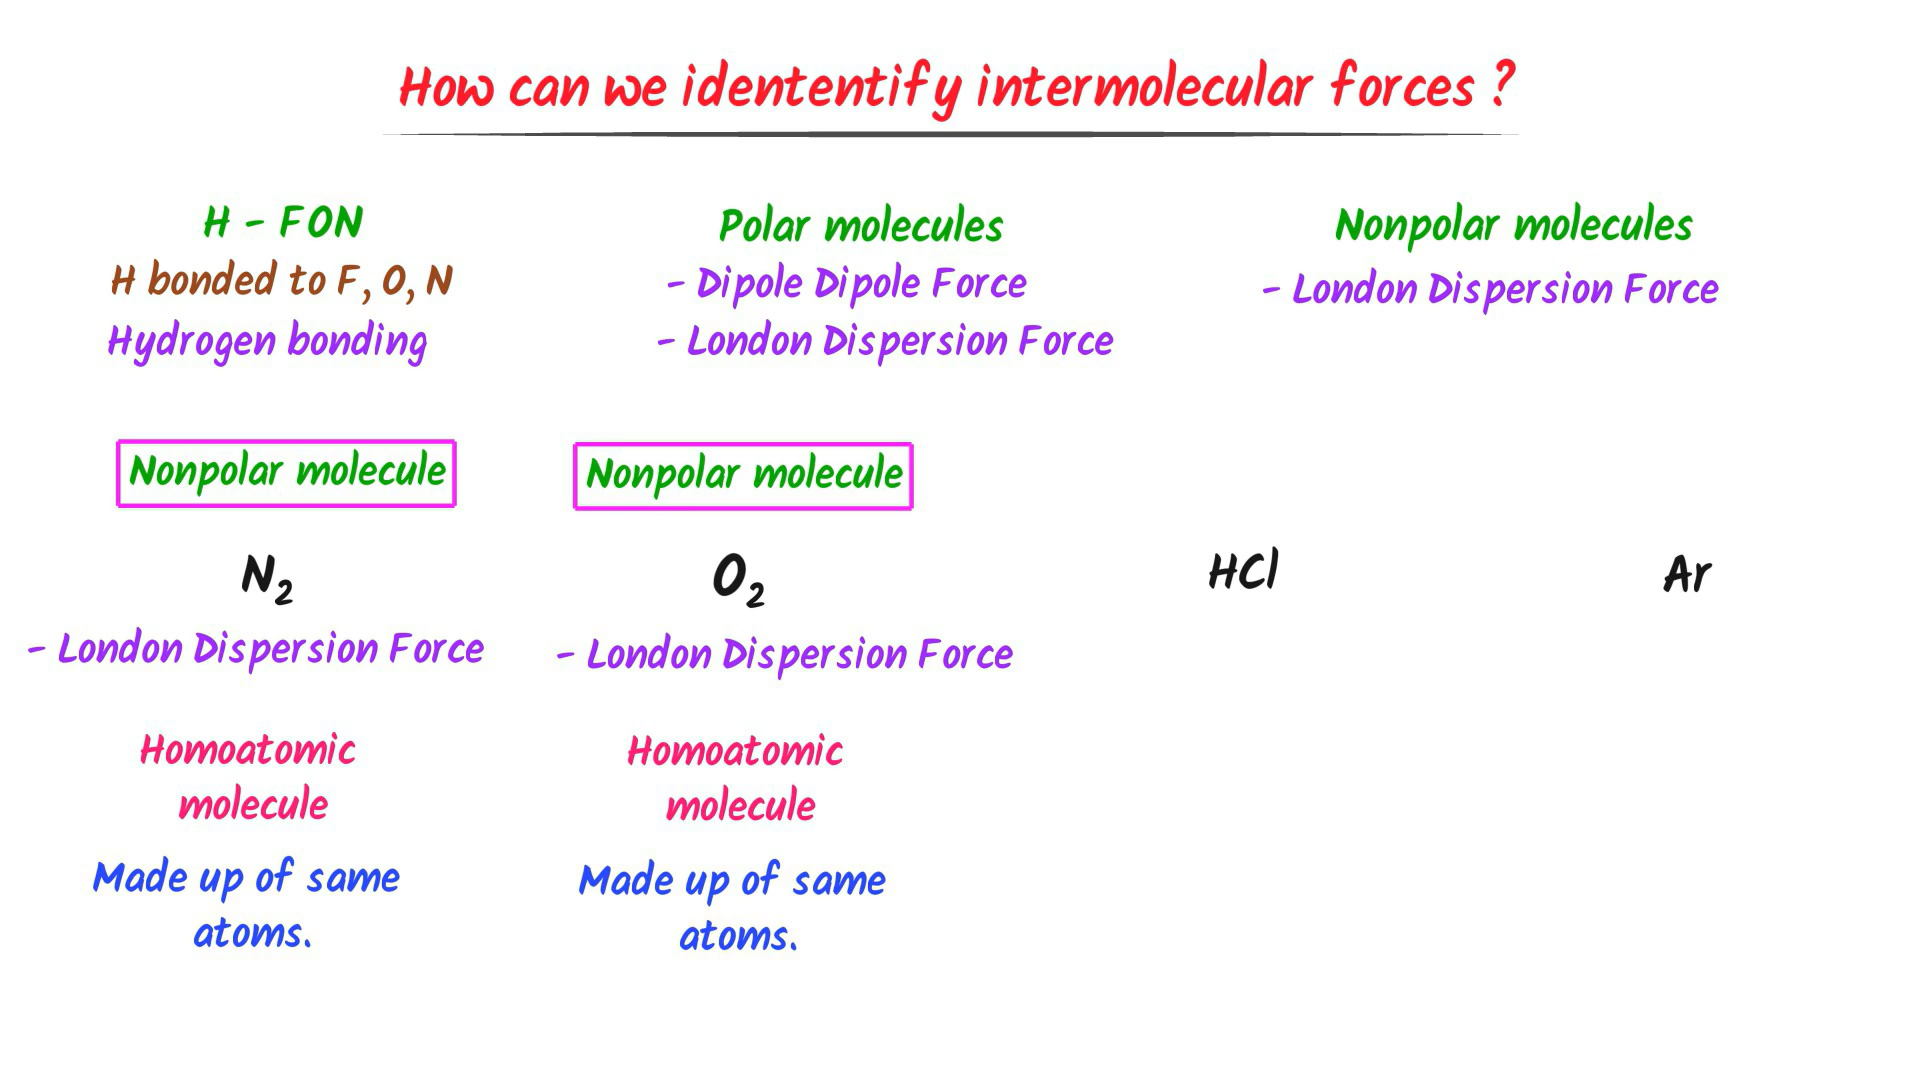 How can we idententify intermolecular forces ?
H - FON
H bonded to F, O, N
Hydrogen bonding
Polar molecules
- Dipole Dipole Force
- London Dispersion Force
Nonpolar molecules
- London Dispersion Force
Nonpolar molecule
N₂
- London Dispersion Force
Homoatomic
molecule
Made up of same
atoms.
Nonpolar molecule
O₂
- London Dispersion Force
Homoatomic
molecule
Made up of same
atoms.
HCl
Ar